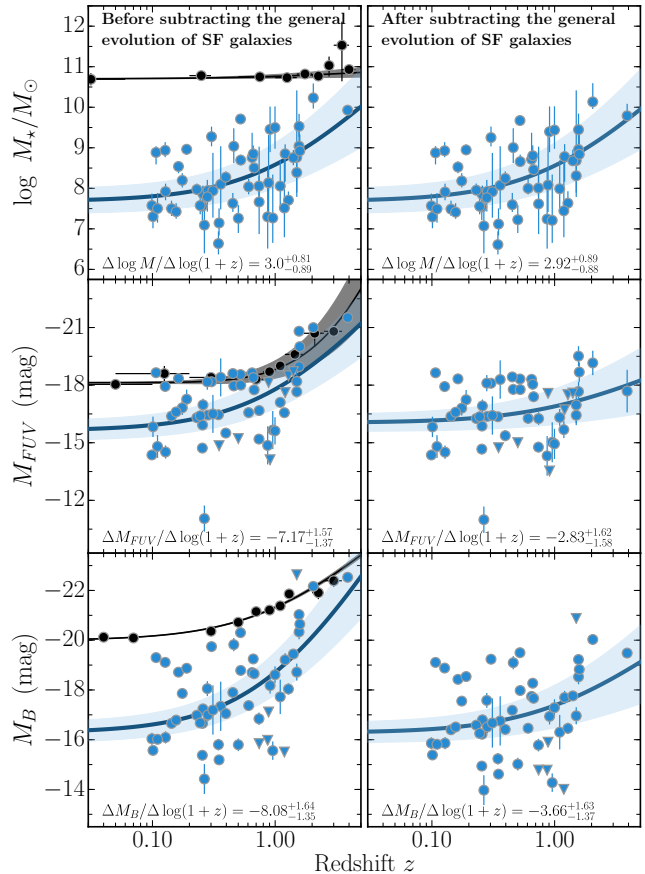 Before subtracting the general
evolution of SF galaxies
After subtracting the general
evolution of SF galaxies
12
11
10
9
8
7
6
log M⋆/M⊙
Δ log M/Δ log(1 + z) = 3.0 +0.81 −0.89
Δ log M/Δ log(1 + z) = 2.92 +0.89 −0.88
−21
−18
−15
−12
M_FUV (mag)
ΔM_FUV/Δ log(1 + z) = −7.17 +1.57 −1.37
ΔM_FUV/Δ log(1 + z) = −2.83 +1.62 −1.58
−22
−20
−18
−16
−14
M_B (mag)
ΔM_B/Δ log(1 + z) = −8.08 +1.64 −1.35
ΔM_B/Δ log(1 + z) = −3.66 +1.63 −1.37
0.10 1.00 0.10 1.00
Redshift z